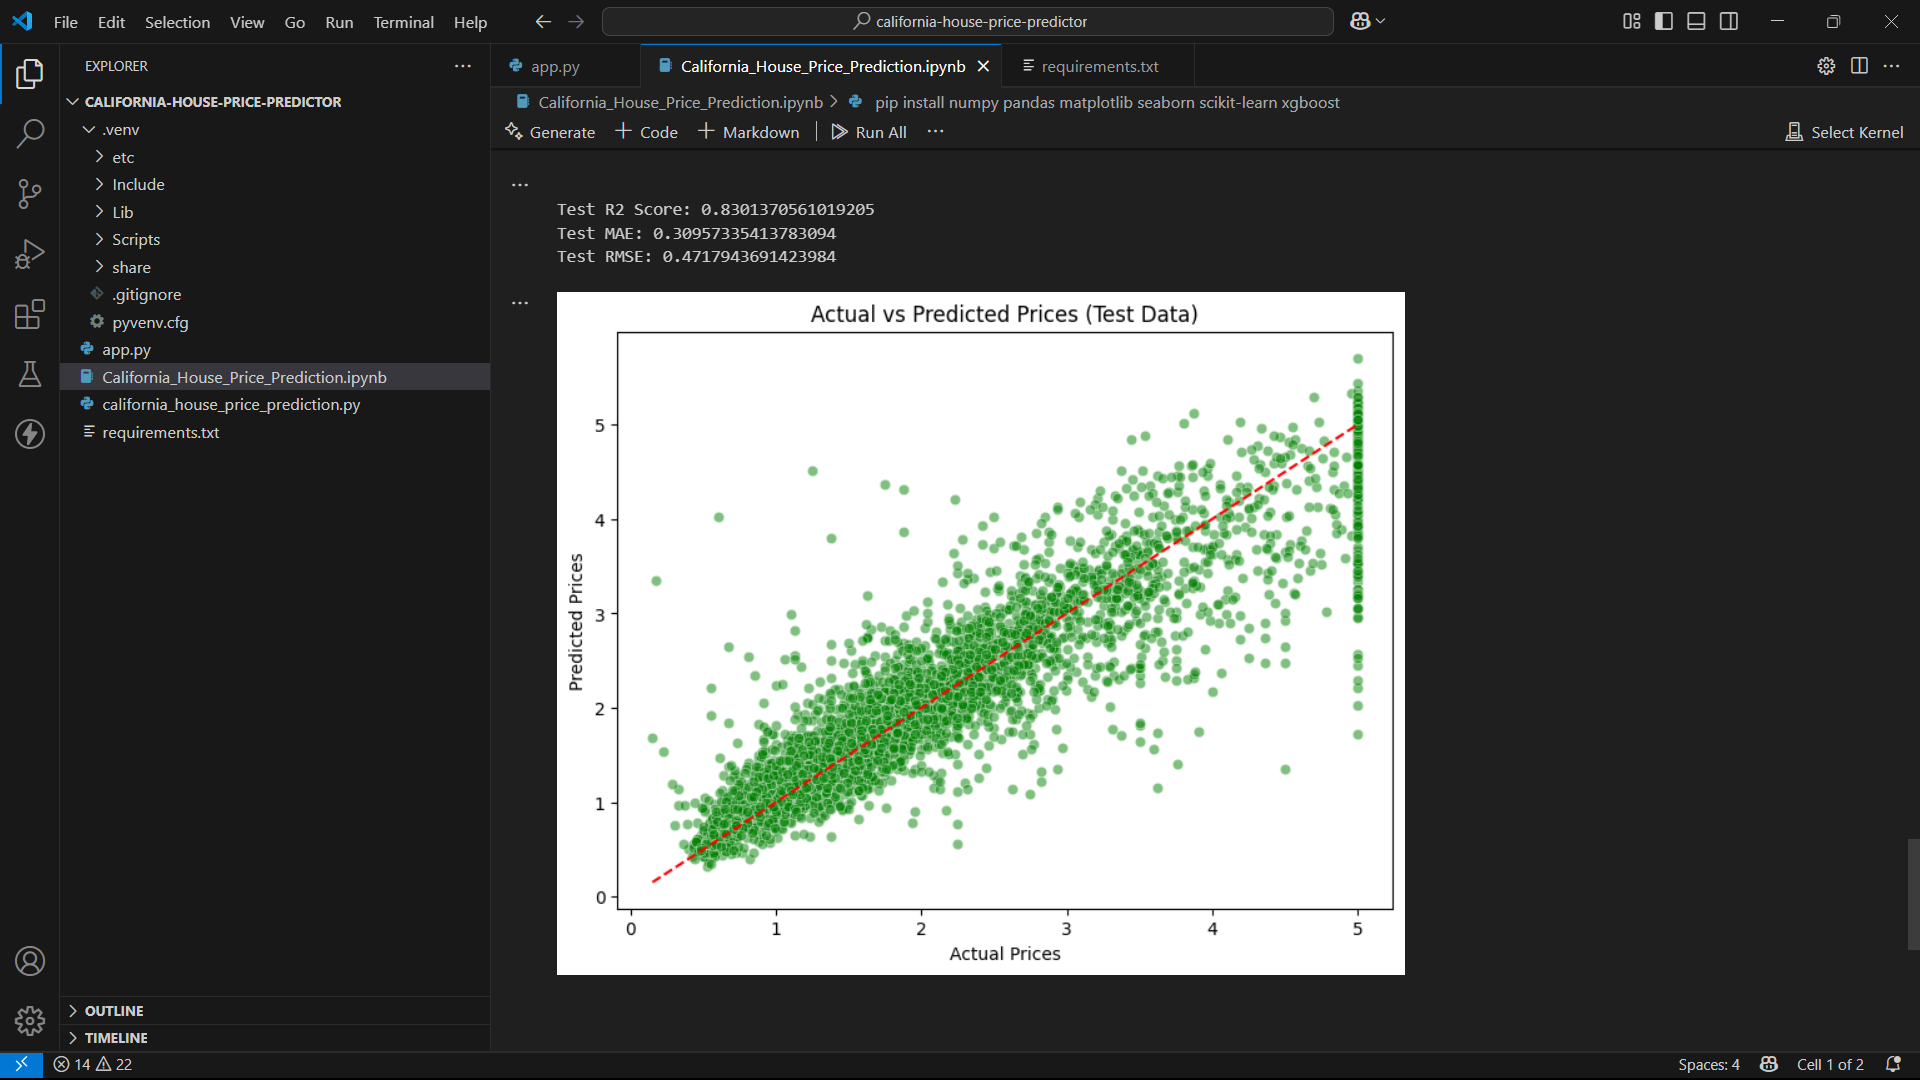 File Edit Selection View Go Run Terminal Help
california-house-price-predictor
EXPLORER
CALIFORNIA-HOUSE-PRICE-PREDICTOR
.venv
etc
Include
Lib
Scripts
share
.gitignore
pyvenv.cfg
app.py
California_House_Price_Prediction.ipynb
california_house_price_prediction.py
requirements.txt
OUTLINE
TIMELINE
app.py California_House_Price_Prediction.ipynb requirements.txt
California_House_Price_Prediction.ipynb > pip install numpy pandas matplotlib seaborn scikit-learn xgboost
Generate + Code + Markdown Run All ... Select Kernel
Test R2 Score: 0.8301370561019205
Test MAE: 0.30957335413783094
Test RMSE: 0.4717943691423984
Actual vs Predicted Prices (Test Data)
Predicted Prices
5
4
3
2
1
0
0 1 2 3 4 5
Actual Prices
14 22
Spaces: 4 Cell 1 of 2